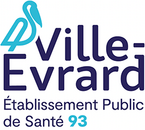 Ville-
Evrard
Établissement Public
de Santé 93